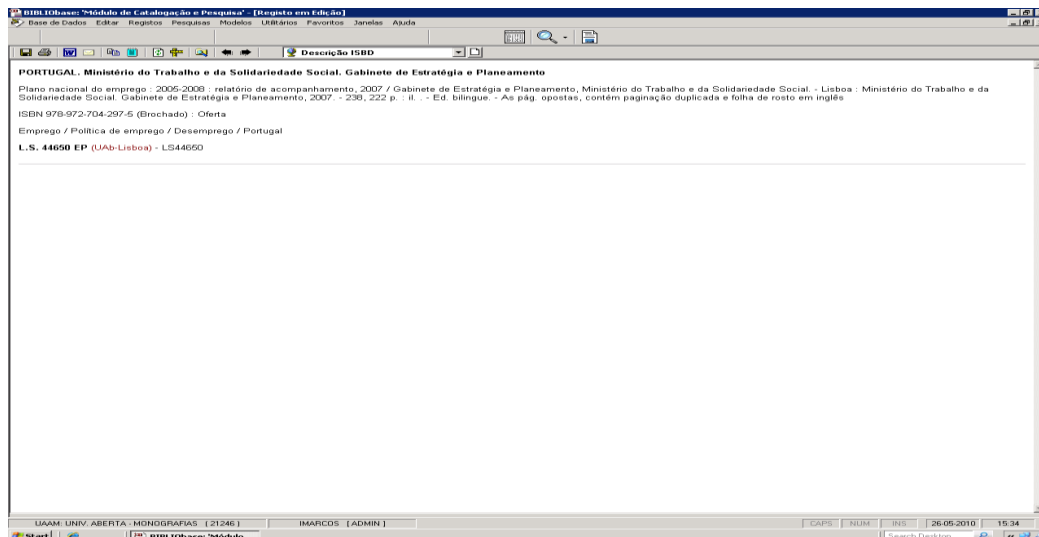 BIBLIObase: 'Módulo de Catalogação e Pesquisa' - [Registo em Edição]
Base de Dados Editar Registos Pesquisas Modelos Utilitários Favoritos Janelas Ajuda
Descrição ISBD
PORTUGAL. Ministério do Trabalho e da Solidariedade Social. Gabinete de Estratégia e Planeamento
Plano nacional do emprego : 2005-2008 : relatório de acompanhamento, 2007 / Gabinete de Estratégia e Planeamento, Ministério do Trabalho e da Solidariedade Social. - Lisboa : Ministério do Trabalho e da
Solidariedade Social. Gabinete de Estratégia e Planeamento, 2007. - 238, 222 p. : il. . - Ed. bilingue. - As pág. opostas, contém paginação duplicada e folha de rosto em inglês
ISBN 978-972-704-297-5 (Brochado) : Oferta
Emprego / Política de emprego / Desemprego / Portugal
L.S. 44650 EP (UAb-Lisboa) - LS44650
UAAM: UNIV. ABERTA - MONOGRAFIAS ( 21246 ) IMARCOS [ ADMIN ] CAPS NUM INS 26-05-2010 15:34
Start BIBLIObase: 'Módulo Search Desktop